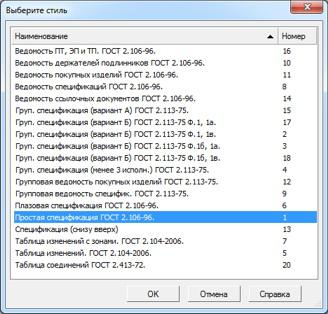 Выберите стиль
Наименование Номер
Ведомость ПТ, ЭП и ТП. ГОСТ 2.106-96. 16
Ведомость держателей подлинников ГОСТ 2.106-96. 10
Ведомость покупных изделий ГОСТ 2.106-96. 11
Ведомость спецификаций ГОСТ 2.106-96. 8
Ведомость ссылочных документов ГОСТ 2.106-96. 14
Груп. спецификация (вариант А) ГОСТ 2.113-75. 15
Груп. спецификация (вариант Б) ГОСТ 2.113-75 Ф.1, 1а. 17
Груп. спецификация (вариант Б) ГОСТ 2.113-75 Ф.1, 1в. 2
Груп. спецификация (вариант Б) ГОСТ 2.113-75 Ф.1б, 1а. 3
Груп. спецификация (вариант Б) ГОСТ 2.113-75 Ф.1б, 1в. 18
Груп. спецификация (менее 3 исполн.) ГОСТ 2.113-75. 4
Групповая ведомость покупных изделий ГОСТ 2.113-75. 12
Групповая ведомость специфик. ГОСТ 2.113-75. 9
Плазовая спецификация ГОСТ 2.106-96. 6
Простая спецификация ГОСТ 2.106-96. 1
Спецификация (снизу вверх) 13
Таблица изменений с зонами. ГОСТ 2.104-2006. 7
Таблица изменений. ГОСТ 2.104-2006. 5
Таблица соединений ГОСТ 2.413-72. 20
ОК Отмена Справка